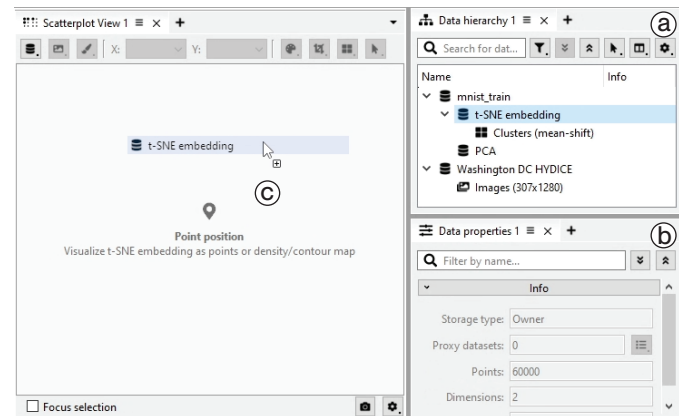 Scatterplot View 1
X:
Y:
t-SNE embedding
c
Point position
Visualize t-SNE embedding as points or density/contour map
Focus selection
Data hierarchy 1
a
Search for dat...
Name Info
mnist_train
t-SNE embedding
Clusters (mean-shift)
PCA
Washington DC HYDICE
Images (307x1280)
Data properties 1
b
Filter by name...
Info
Storage type: Owner
Proxy datasets: 0
Points: 60000
Dimensions: 2